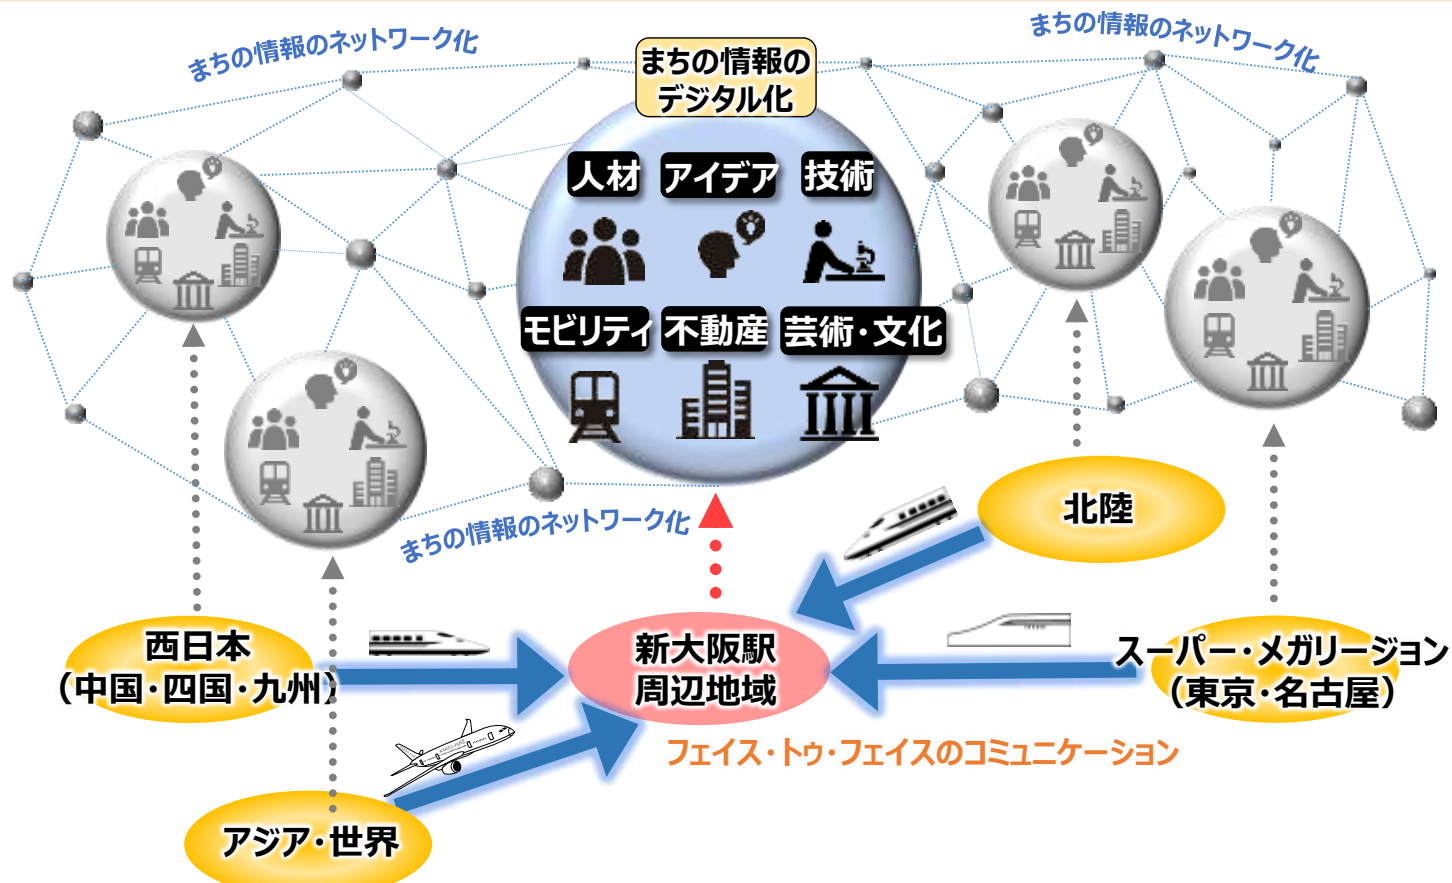 まちの情報のネットワーク化
まちの情報の
デジタル化
まちの情報のネットワーク化
人材
アイデア
技術
モビリティ
不動産
芸術・文化
まちの情報のネットワーク化
北陸
西日本
（中国・四国・九州）
新大阪駅
周辺地域
スーパー・メガリージョン
（東京・名古屋）
フェイス・トゥ・フェイスのコミュニケーション
アジア・世界